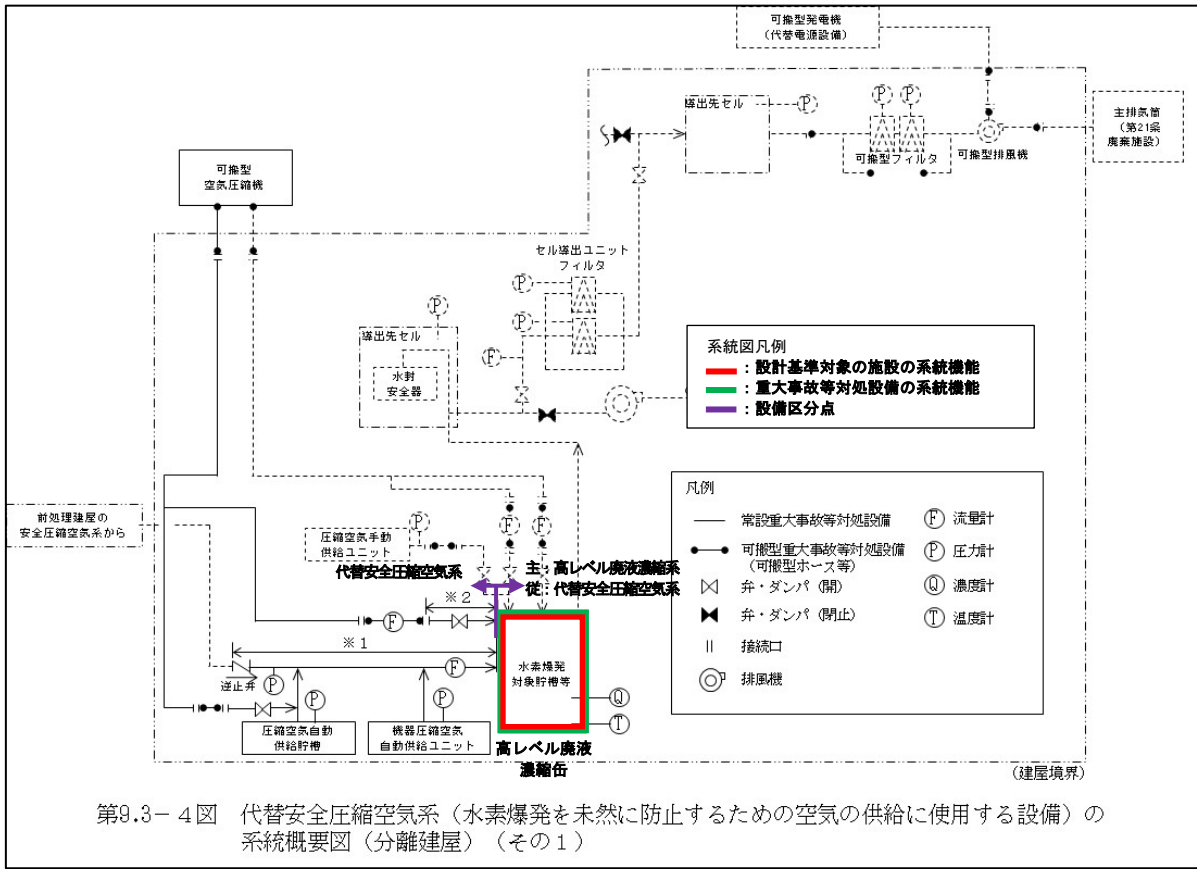 可搬型発電機
（代替電源設備）
導出先セル
P
P
P
主排気筒
（第21条
廃棄施設）
可搬型フィルタ
可搬型排風機
可搬型
空気圧縮機
セル導出ユニット
フィルタ
P
P
P
F
導出先セル
水封
安全器
系統図凡例
：設計基準対象の施設の系統機能
：重大事故等対処設備の系統機能
：設備区分点
凡例
常設重大事故等対処設備
可搬型重大事故等対処設備
（可搬型ホース等）
弁・ダンパ（開）
弁・ダンパ（閉止）
接続口
排風機
F 流量計
P 圧力計
Q 濃度計
T 温度計
前処理建屋の
安全圧縮空気系から
圧縮空気手動
供給ユニット
P
F
F
代替安全圧縮空気系
主：高レベル廃液濃縮系
従：代替安全圧縮空気系
※2
F
※1
F
逆止弁
P
P
P
圧縮空気自動
供給貯槽
機器圧縮空気
自動供給ユニット
水素爆発
対象貯槽等
Q
T
高レベル廃液
濃縮缶
（建屋境界）
第9.3－4図 代替安全圧縮空気系（水素爆発を未然に防止するための空気の供給に使用する設備）の
系統概要図（分離建屋）（その1）